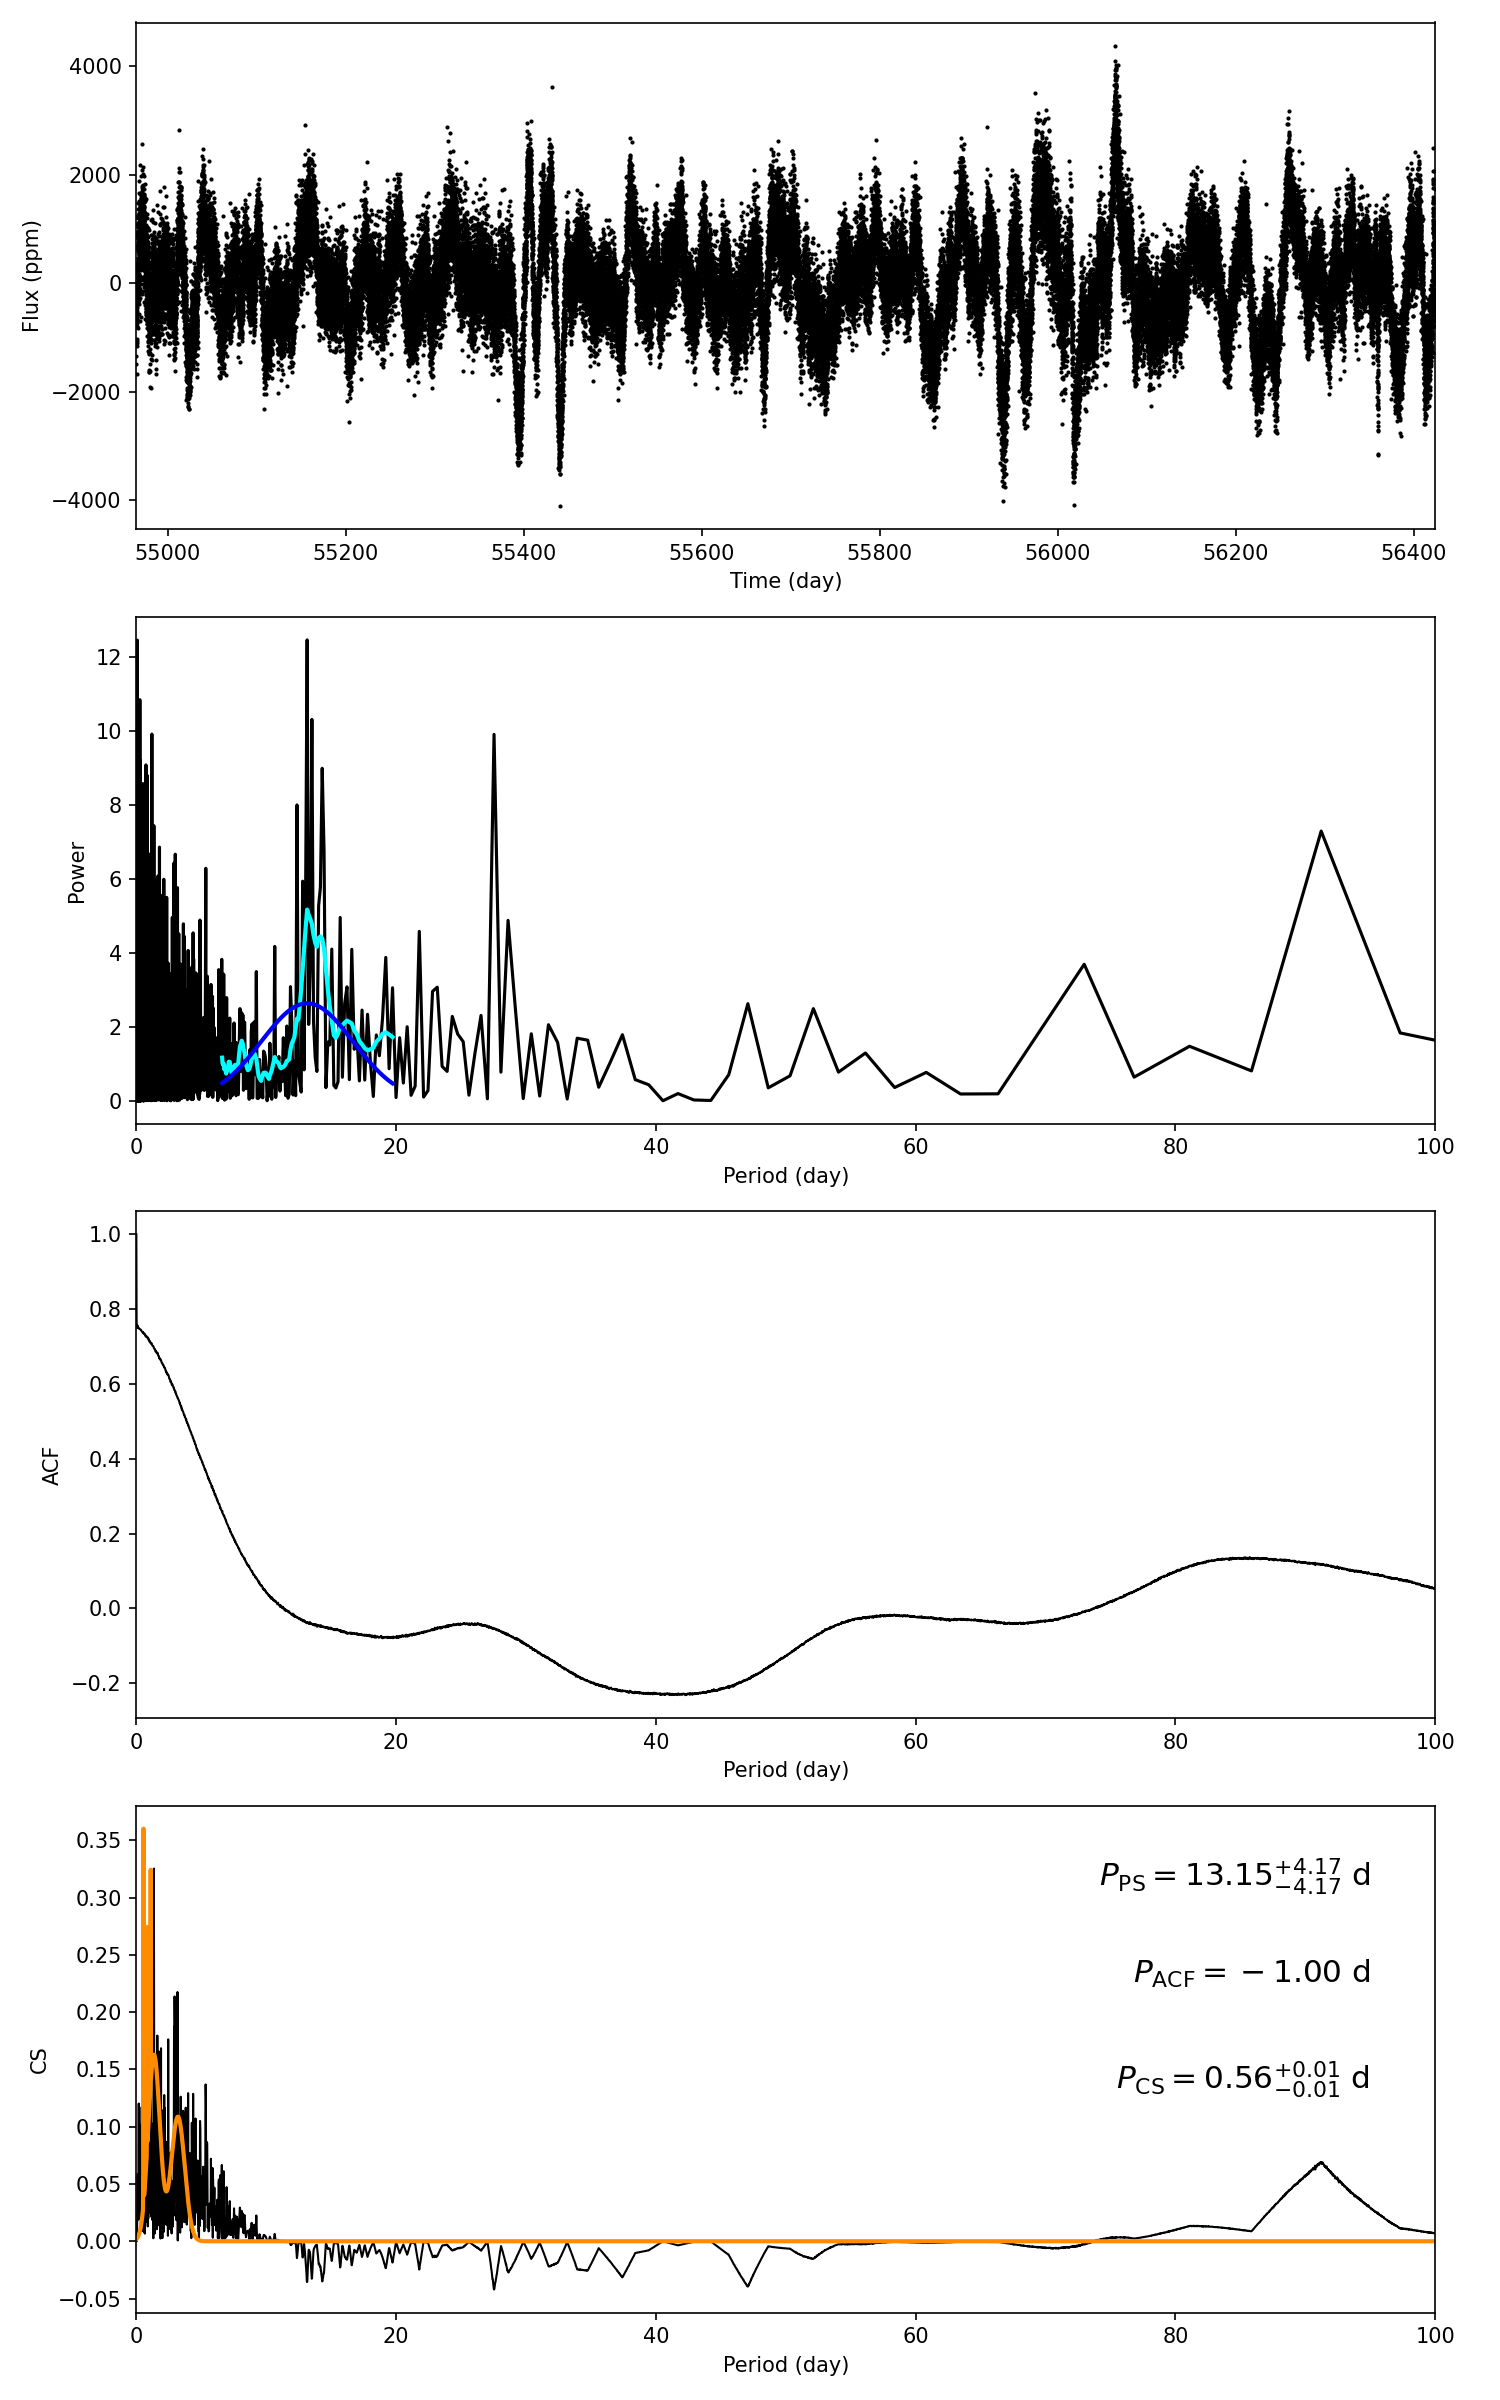 4000
2000
0
−2000
−4000
Flux (ppm)
55000 55200 55400 55600 55800 56000 56200 56400
Time (day)
12
10
8
6
4
2
0
Power
0 20 40 60 80 100
Period (day)
1.0
0.8
0.6
0.4
0.2
0.0
−0.2
ACF
0 20 40 60 80 100
Period (day)
0.35
0.30
0.25
0.20
0.15
0.10
0.05
0.00
−0.05
CS
P_PS = 13.15^{+4.17}_{−4.17} d
P_ACF = −1.00 d
P_CS = 0.56^{+0.01}_{−0.01} d
0 20 40 60 80 100
Period (day)